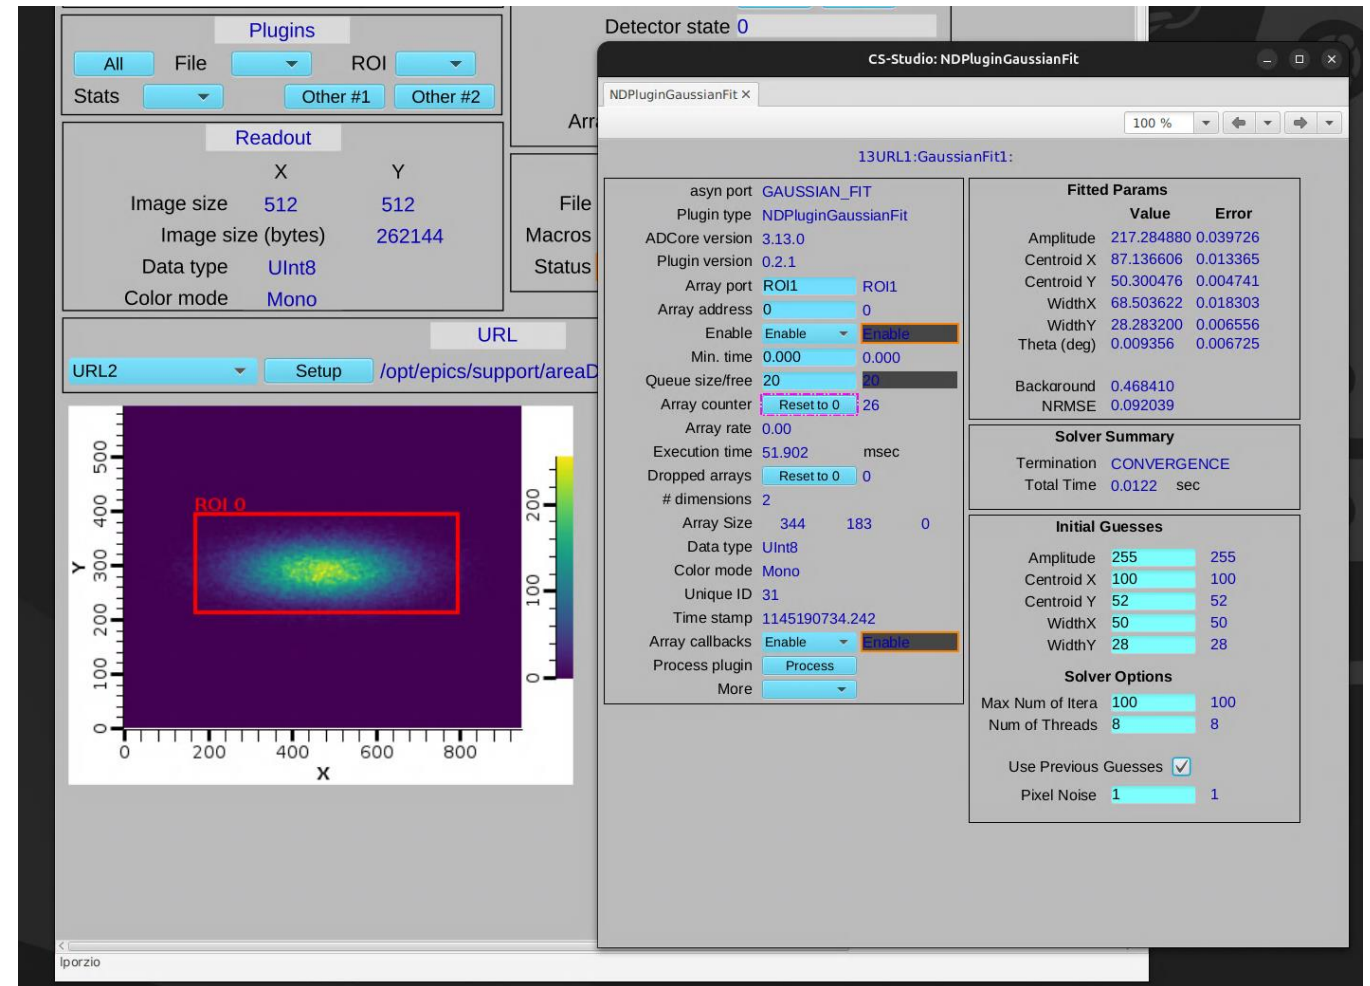 Plugins
All File ROI
Stats Other #1 Other #2
Readout
X Y
Image size 512 512
Image size (bytes) 262144
Data type UInt8
Color mode Mono
Detector state 0
Arr
File
Macros
Status
URL
URL2 Setup /opt/epics/support/areaD
ROI 0
Y
500
400
300
200
100
0
0 200 400 600 800
X
200
100
0
lporzio
CS-Studio: NDPluginGaussianFit
NDPluginGaussianFit
100 %
13URL1:GaussianFit1:
asyn port GAUSSIAN_FIT
Plugin type NDPluginGaussianFit
ADCore version 3.13.0
Plugin version 0.2.1
Array port ROI1 ROI1
Array address 0 0
Enable Enable Enable
Min. time 0.000 0.000
Queue size/free 20 20
Array counter Reset to 0 26
Array rate 0.00
Execution time 51.902 msec
Dropped arrays Reset to 0 0
# dimensions 2
Array Size 344 183 0
Data type UInt8
Color mode Mono
Unique ID 31
Time stamp 1145190734.242
Array callbacks Enable Enable
Process plugin Process
More
Fitted Params
Value Error
Amplitude 217.284880 0.039726
Centroid X 87.136606 0.013365
Centroid Y 50.300476 0.004741
WidthX 68.503622 0.018303
WidthY 28.283200 0.006556
Theta (deg) 0.009356 0.006725
Background 0.468410
NRMSE 0.092039
Solver Summary
Termination CONVERGENCE
Total Time 0.0122 sec
Initial Guesses
Amplitude 255 255
Centroid X 100 100
Centroid Y 52 52
WidthX 50 50
WidthY 28 28
Solver Options
Max Num of Itera 100 100
Num of Threads 8 8
Use Previous Guesses
Pixel Noise 1 1